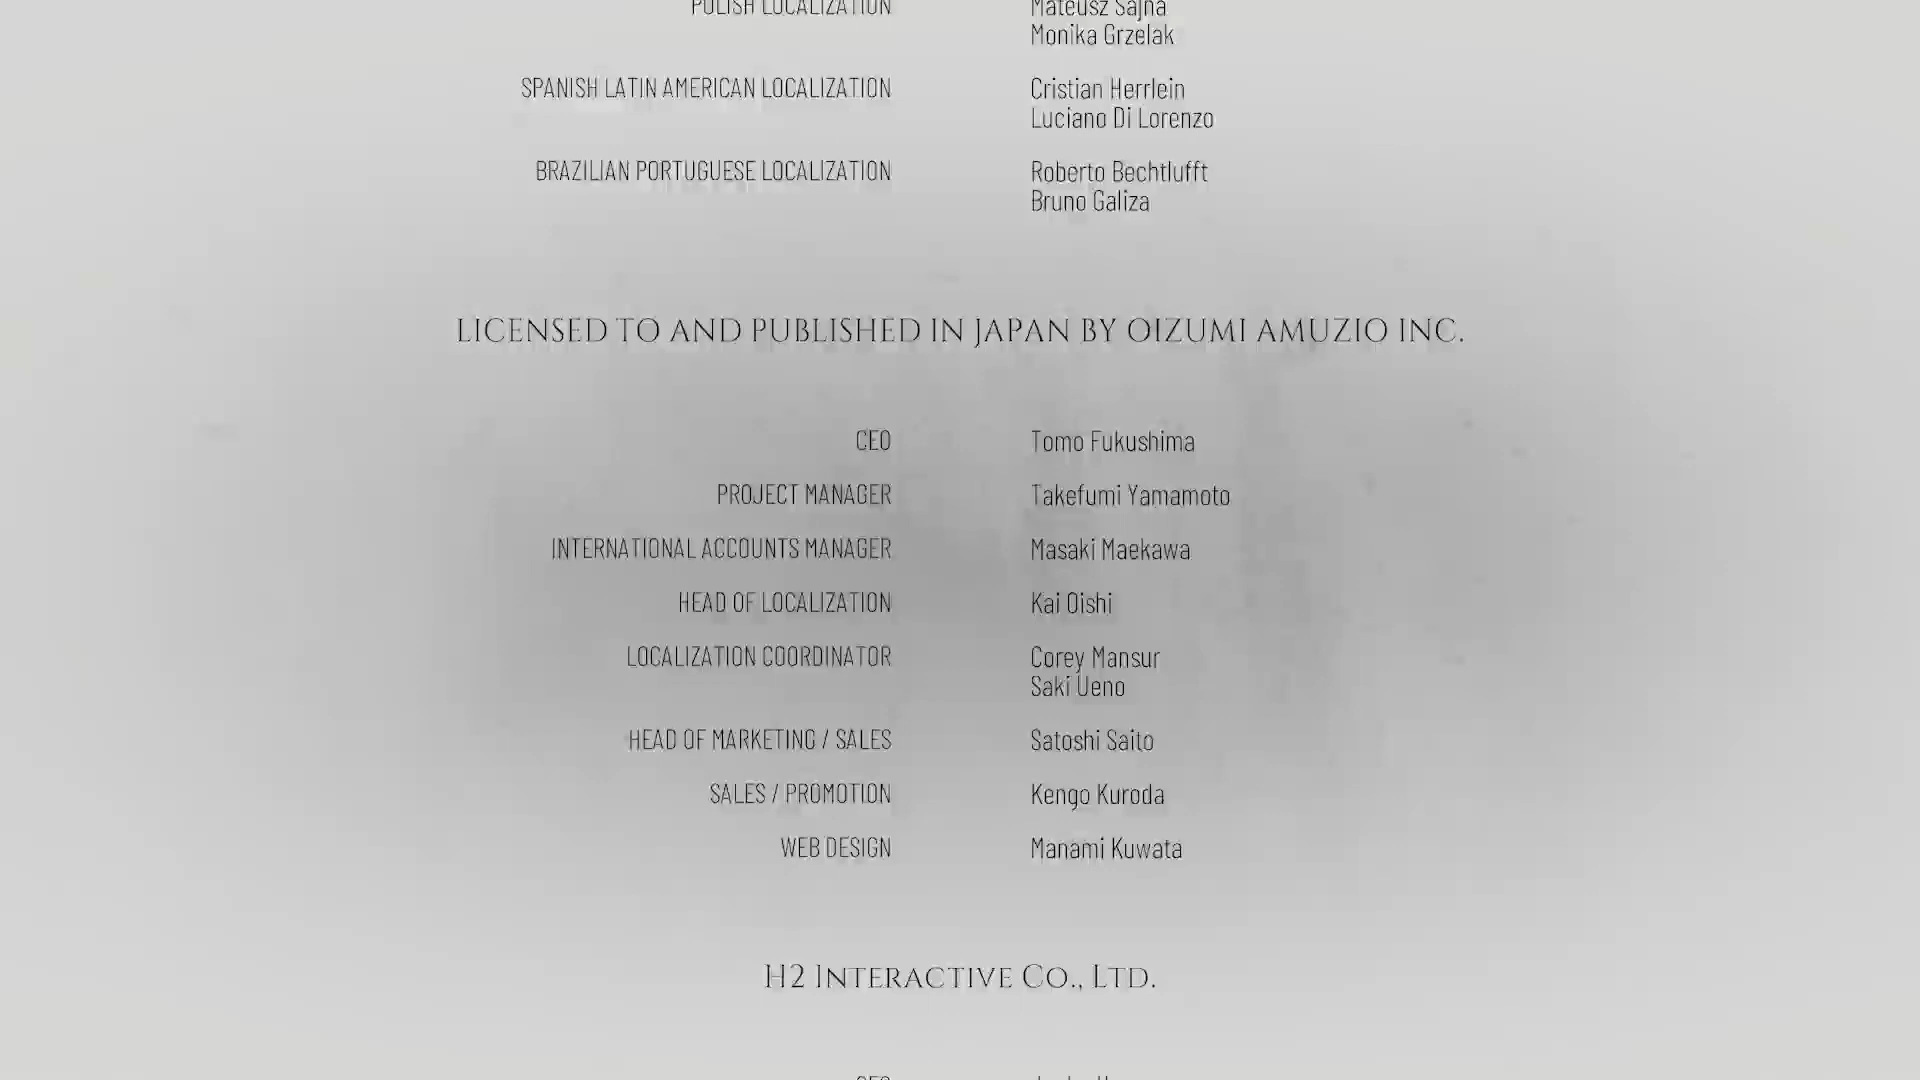 POLISH LOCALIZATION Mateusz Sajna
Monika Grzelak
SPANISH LATIN AMERICAN LOCALIZATION Cristian Herrlein
Luciano Di Lorenzo
BRAZILIAN PORTUGUESE LOCALIZATION Roberto Bechtlufft
Bruno Galiza
LICENSED TO AND PUBLISHED IN JAPAN BY OIZUMI AMUZIO INC.
CEO Tomo Fukushima
PROJECT MANAGER Takefumi Yamamoto
INTERNATIONAL ACCOUNTS MANAGER Masaki Maekawa
HEAD OF LOCALIZATION Kai Oishi
LOCALIZATION COORDINATOR Corey Mansur
Saki Ueno
HEAD OF MARKETING / SALES Satoshi Saito
SALES / PROMOTION Kengo Kuroda
WEB DESIGN Manami Kuwata
H2 INTERACTIVE CO., LTD.